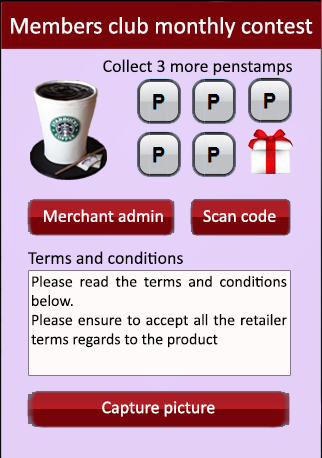 Members club monthly contest
Collect 3 more penstamps
P P P
P P
Merchant admin Scan code
Terms and conditions
Please read the terms and conditions
below.
Please ensure to accept all the retailer
terms regards to the product
Capture picture